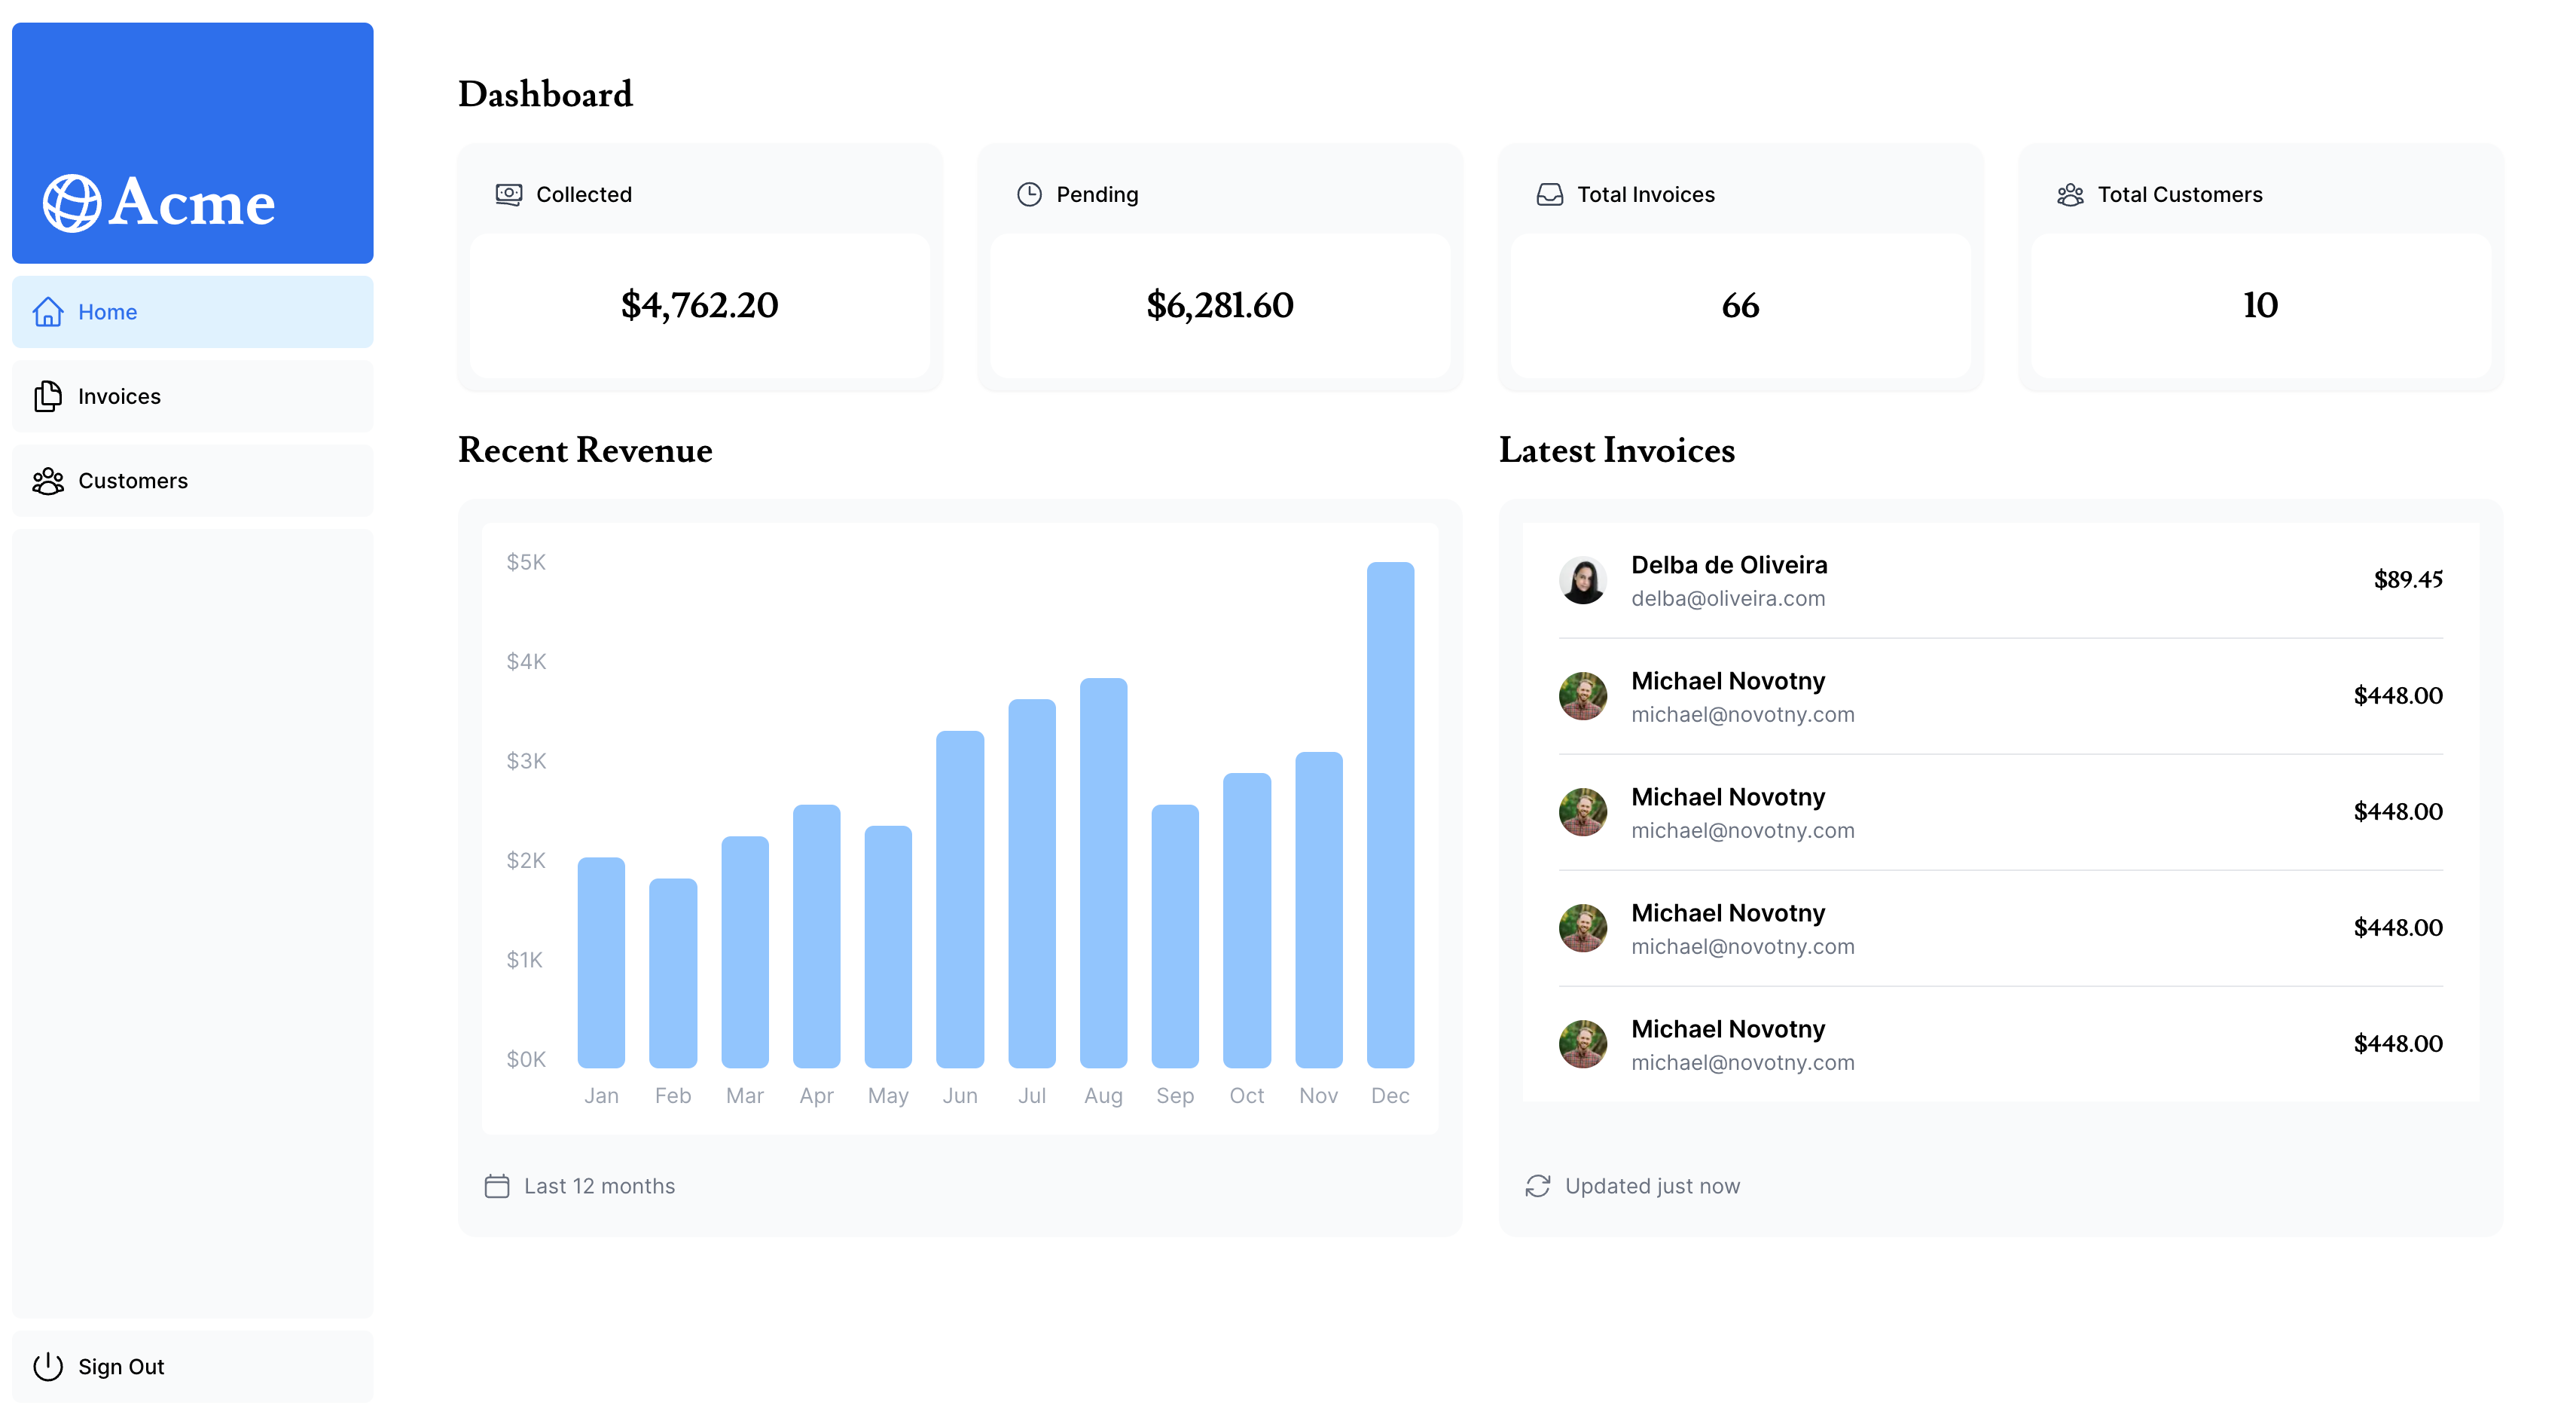 Acme
Home
Invoices
Customers
Sign Out
Dashboard
Collected
$4,762.20
Pending
$6,281.60
Total Invoices
66
Total Customers
10
Recent Revenue
$5K
$4K
$3K
$2K
$1K
$0K
Jan Feb Mar Apr May Jun Jul Aug Sep Oct Nov Dec
Last 12 months
Latest Invoices
Delba de Oliveira
delba@oliveira.com
$89.45
Michael Novotny
michael@novotny.com
$448.00
Michael Novotny
michael@novotny.com
$448.00
Michael Novotny
michael@novotny.com
$448.00
Michael Novotny
michael@novotny.com
$448.00
Updated just now